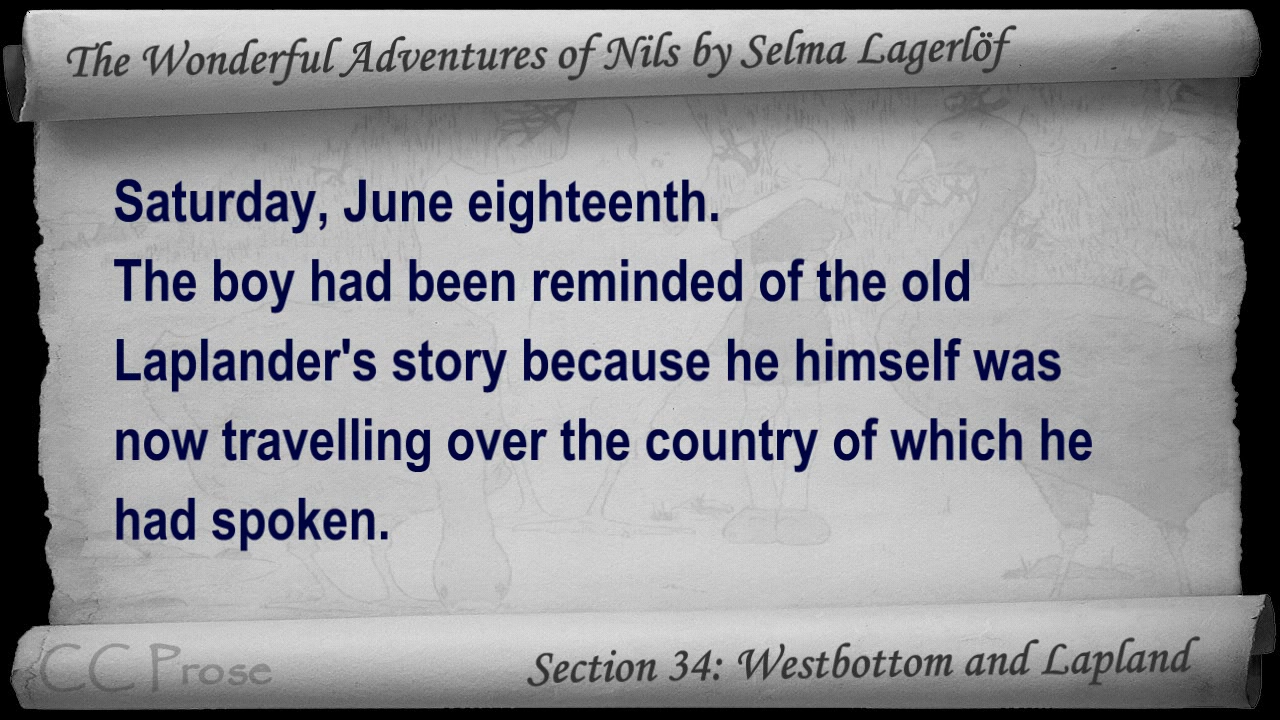 The Wonderful Adventures of Nils by Selma Lagerlöf
Saturday, June eighteenth.
The boy had been reminded of the old
Laplander's story because he himself was
now travelling over the country of which he
had spoken.
CC Prose
Section 34: Westbottom and Lapland